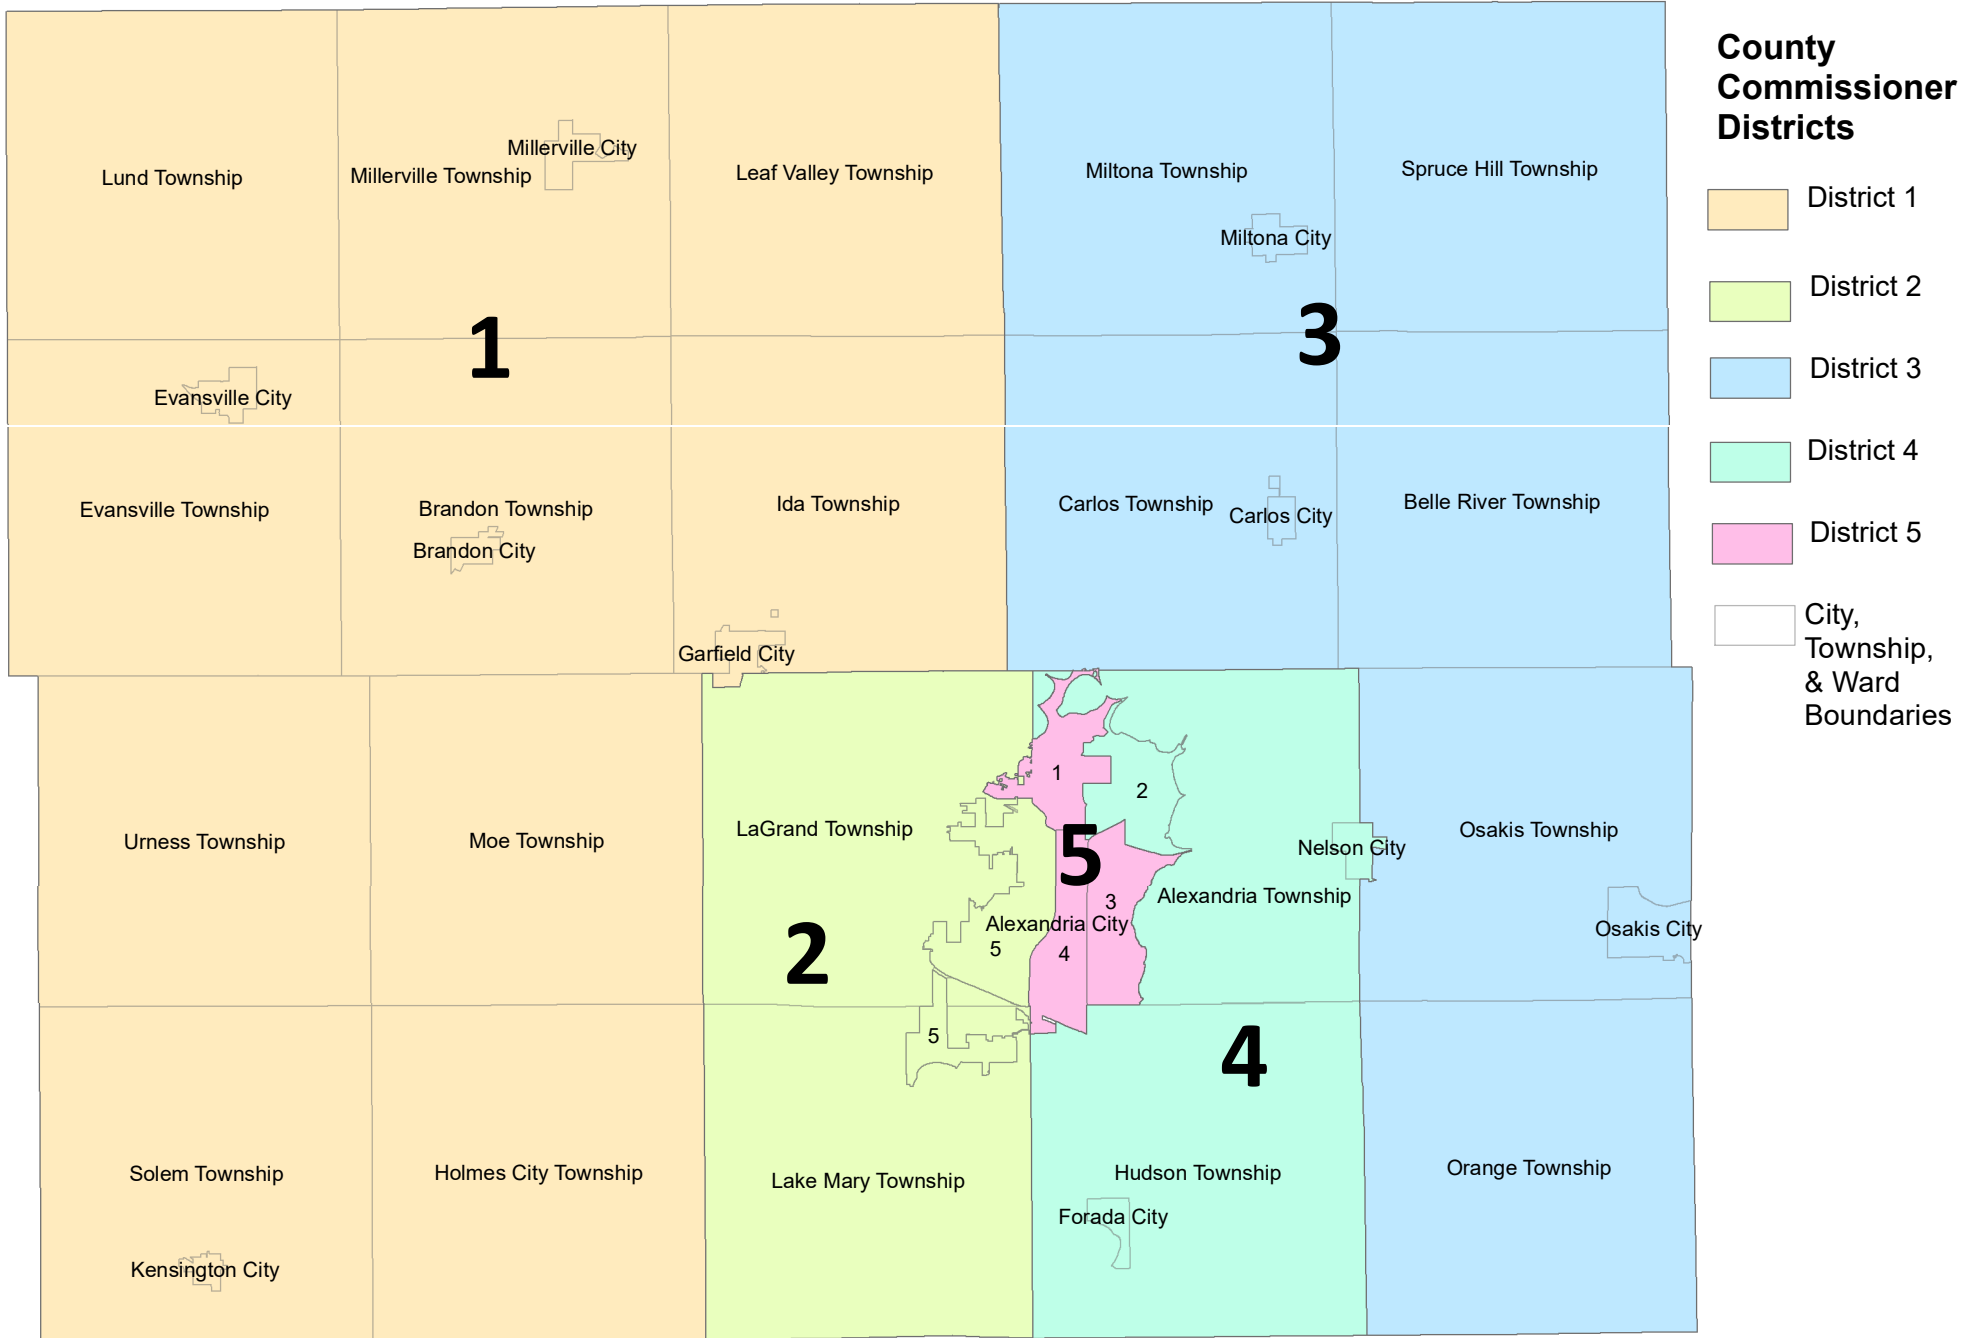 County
Commissioner
Districts
District 1
District 2
District 3
District 4
District 5
City,
Township,
& Ward
Boundaries
Lund Township
Millerville City
Millerville Township
Leaf Valley Township
Miltona Township
Spruce Hill Township
Miltona City
1
3
Evansville City
Evansville Township
Brandon Township
Brandon City
Ida Township
Carlos Township
Carlos City
Belle River Township
Garfield City
1
2
Urness Township
Moe Township
LaGrand Township
5
Nelson City
Osakis Township
Alexandria Township
3
Alexandria City
Osakis City
2
5
4
5
4
Solem Township
Holmes City Township
Lake Mary Township
Hudson Township
Orange Township
Forada City
Kensington City